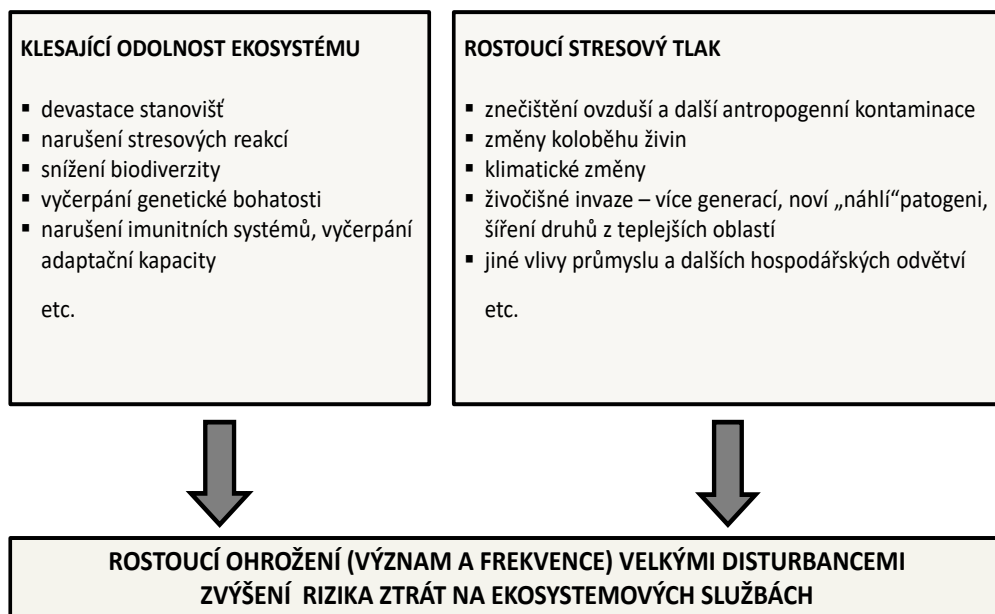 KLESAJÍCÍ ODOLNOST EKOSYSTÉMU
▪ devastace stanovišť
▪ narušení stresových reakcí
▪ snížení biodiverzity
▪ vyčerpání genetické bohatosti
▪ narušení imunitních systémů, vyčerpání
adaptační kapacity
etc.
ROSTOUCÍ STRESOVÝ TLAK
▪ znečištění ovzduší a další antropogenní kontaminace
▪ změny koloběhu živin
▪ klimatické změny
▪ živočišné invaze – více generací, noví „náhlí“patogeni,
šíření druhů z teplejších oblastí
▪ jiné vlivy průmyslu a dalších hospodářských odvětví
etc.
ROSTOUCÍ OHROŽENÍ (VÝZNAM A FREKVENCE) VELKÝMI DISTURBANCEMI
ZVÝŠENÍ RIZIKA ZTRÁT NA EKOSYSTEMOVÝCH SLUŽBÁCH